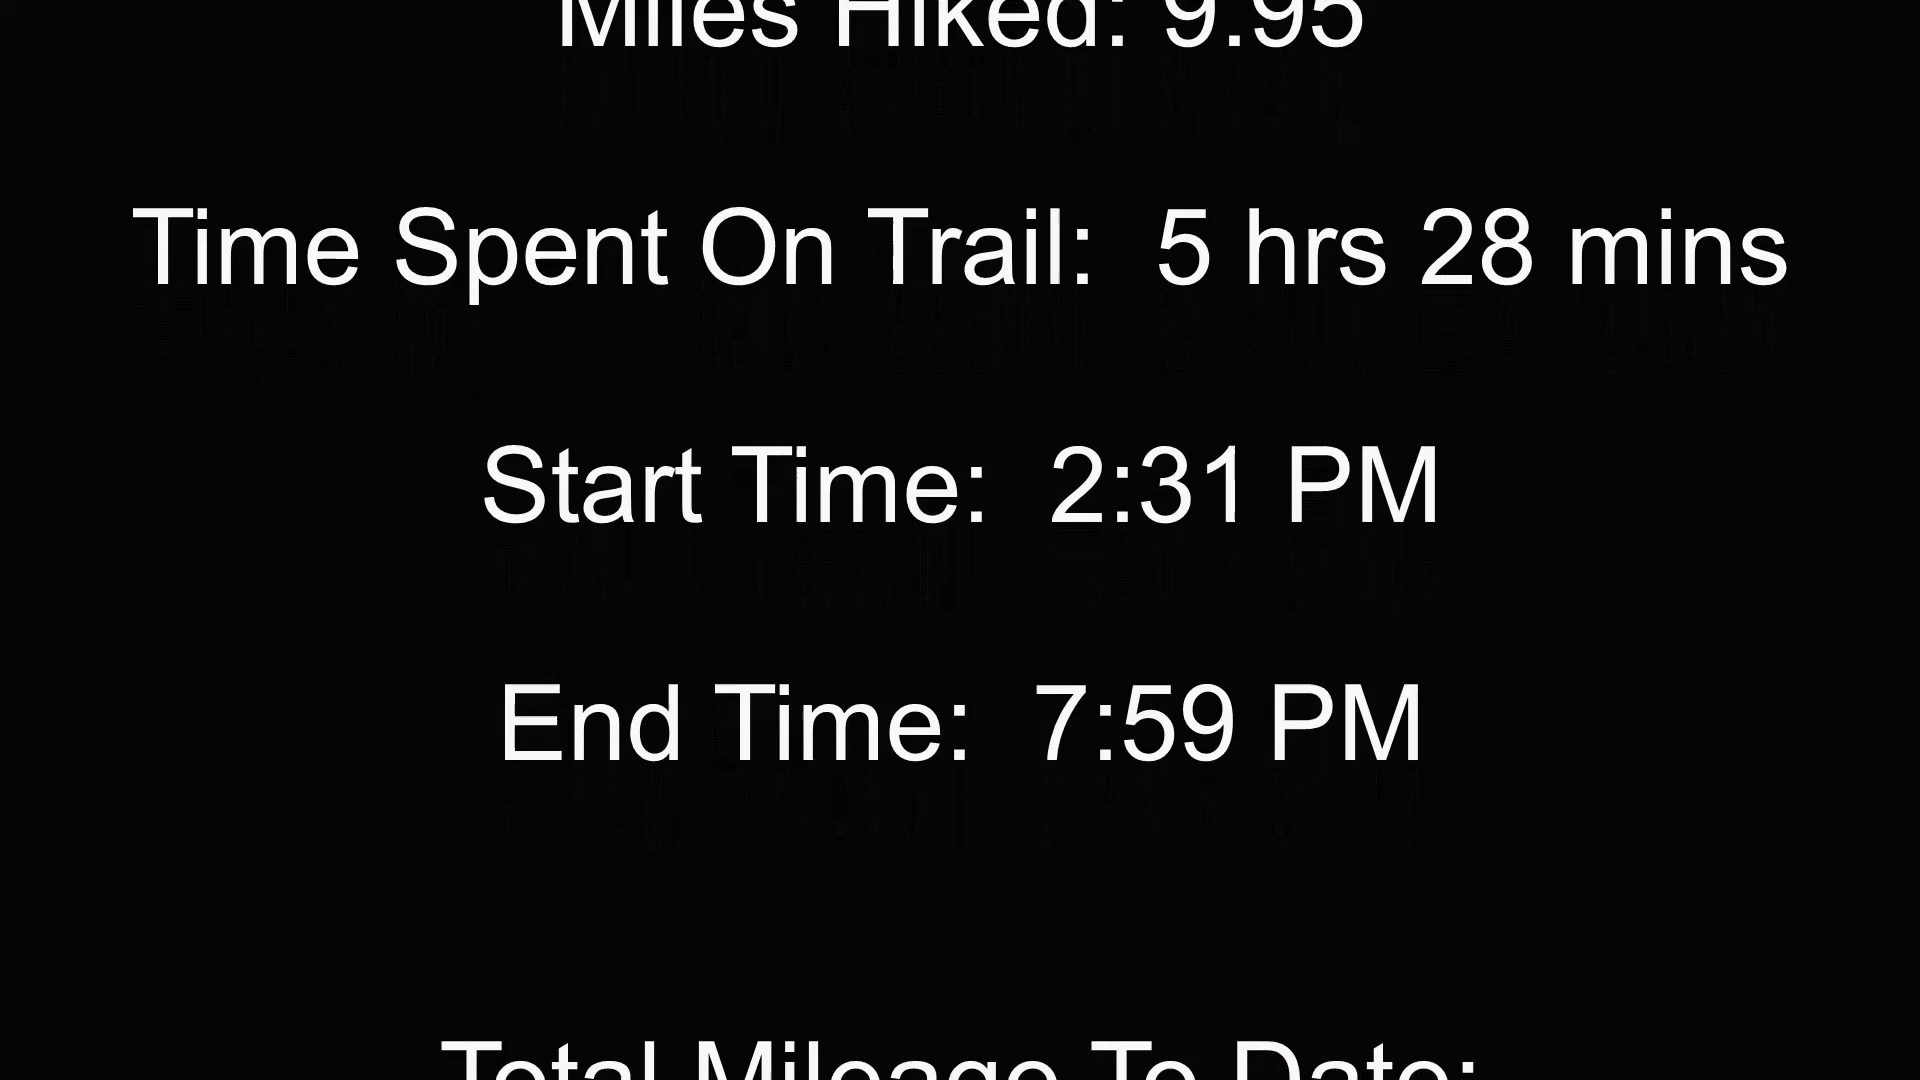 Miles Hiked: 9.95
Time Spent On Trail:  5 hrs 28 mins
Start Time:  2:31 PM
End Time:  7:59 PM
Total Mileage To Date: